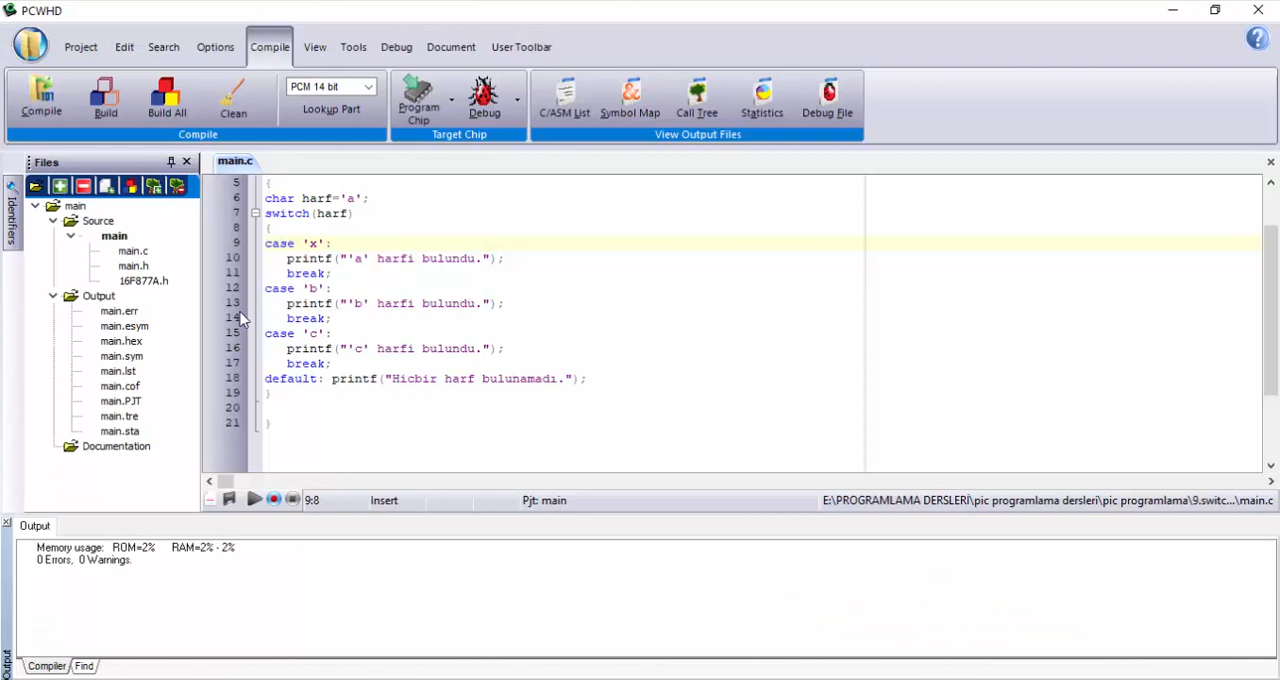 PCWHD
Project Edit Search Options Compile View Tools Debug Document User Toolbar
Compile Build Build All Clean PCM 14 bit Lookup Part Program Chip Debug C/ASM List Symbol Map Call Tree Statistics Debug File
Compile Target Chip View Output Files
Files
main.c
Identifiers
main
Source
main
main.c
main.h
16F877A.h
Output
main.err
main.esym
main.hex
main.sym
main.lst
main.cof
main.PJT
main.tre
main.sta
Documentation
5 {
6 char harf='a';
7 switch(harf)
8 {
9 case 'x':
10 printf("'a' harfi bulundu.");
11 break;
12 case 'b':
13 printf("'b' harfi bulundu.");
14 break;
15 case 'c':
16 printf("'c' harfi bulundu.");
17 break;
18 default: printf("Hicbir harf bulunamadı.");
19 }
20
21 }
9:8 Insert Pjt: main E:\PROGRAMLAMA DERSLERİ\pic programlama dersleri\pic programlama\9.switc...\main.c
Output
Memory usage: ROM=2% RAM=2% - 2%
0 Errors, 0 Warnings.
Output
Compiler Find